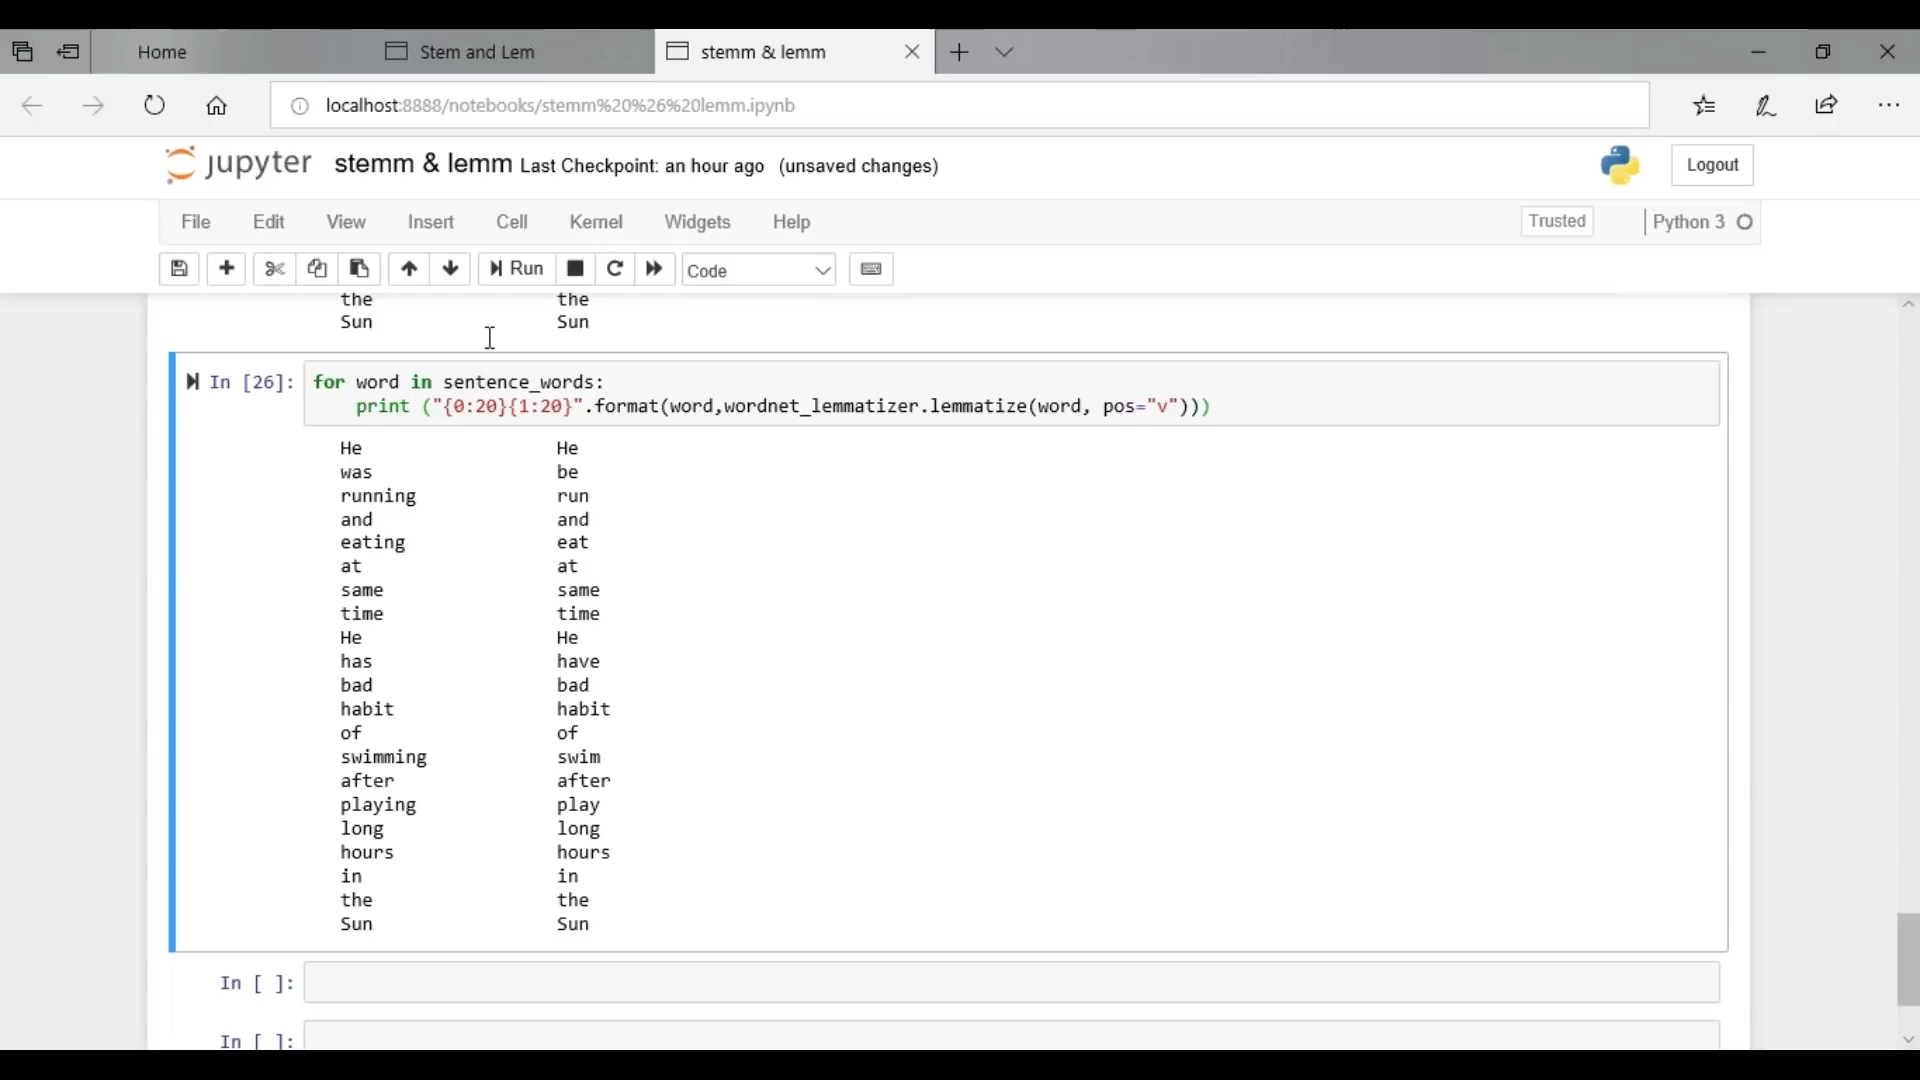 Home Stem and Lem stemm & lemm
localhost:8888/notebooks/stemm%20%26%20lemm.ipynb
jupyter stemm & lemm Last Checkpoint: an hour ago (unsaved changes) Logout
File Edit View Insert Cell Kernel Widgets Help Trusted Python 3
Run Code
the the
Sun Sun
In [26]: for word in sentence_words:
print ("{0:20}{1:20}".format(word,wordnet_lemmatizer.lemmatize(word, pos="v")))
He He
was be
running run
and and
eating eat
at at
same same
time time
He He
has have
bad bad
habit habit
of of
swimming swim
after after
playing play
long long
hours hours
in in
the the
Sun Sun
In [ ]:
In [ ]: